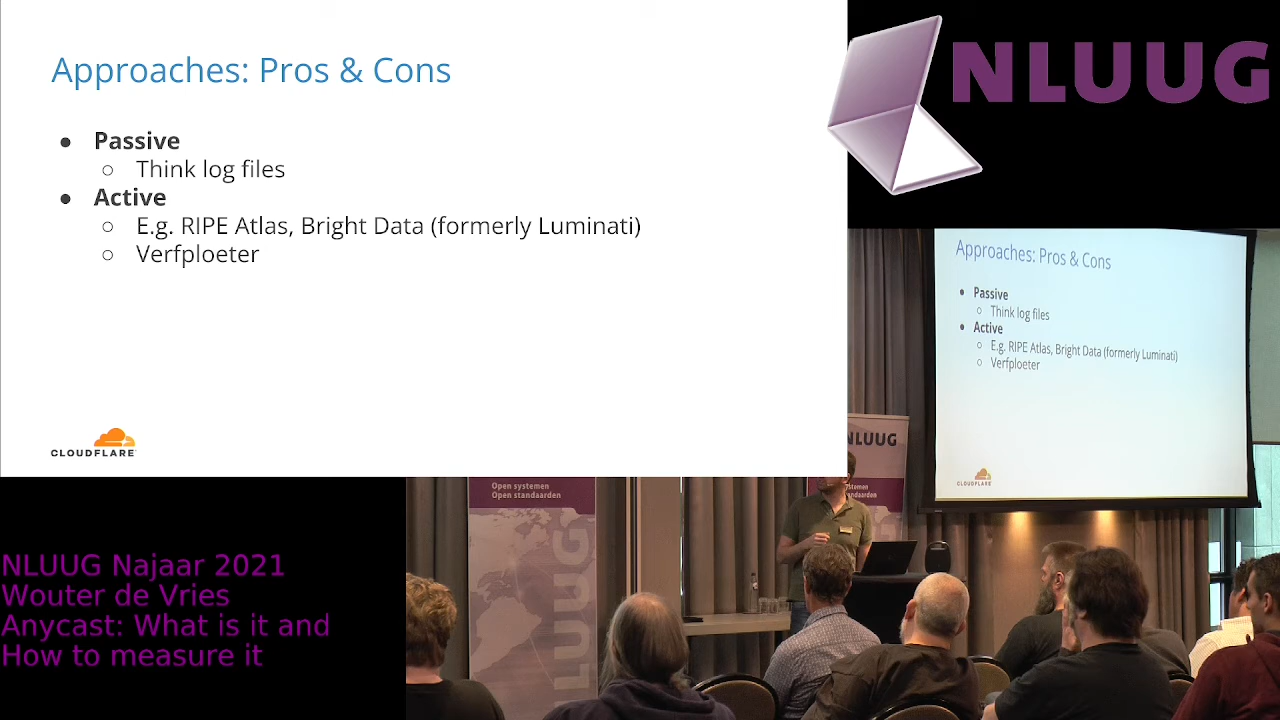 Approaches: Pros & Cons
● Passive
○ Think log files
● Active
○ E.g. RIPE Atlas, Bright Data (formerly Luminati)
○ Verfploeter
CLOUDFLARE
NLUUG
Approaches: Pros & Cons
● Passive
○ Think log files
● Active
○ E.g. RIPE Atlas, Bright Data (formerly Luminati)
○ Verfploeter
CLOUDFLARE
NLUUG
Open systemen
Open standaarden
LUUG
NLUUG Najaar 2021
Wouter de Vries
Anycast: What is it and
How to measure it